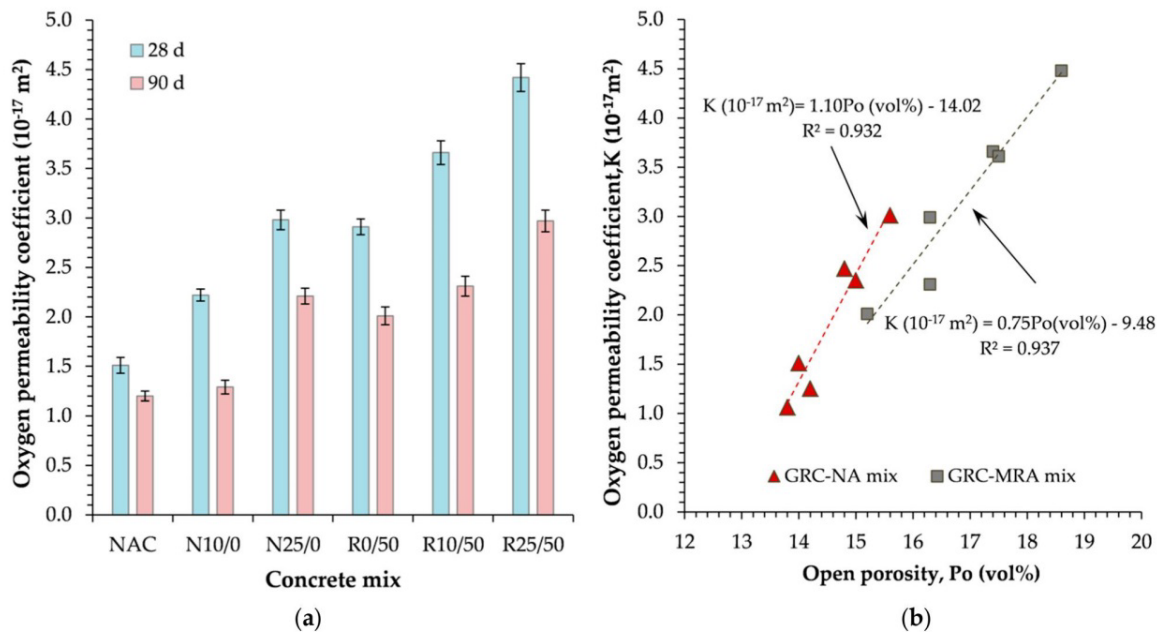 Oxygen permeability coefficient (10⁻¹⁷ m²)
5.0
4.5
4.0
3.5
3.0
2.5
2.0
1.5
1.0
0.5
0.0
28 d
90 d
NAC N10/0 N25/0 R0/50 R10/50 R25/50
Concrete mix
(a)
Oxygen permeability coefficient,K (10⁻¹⁷m²)
5.0
4.5
4.0
3.5
3.0
2.5
2.0
1.5
1.0
0.5
0.0
K (10⁻¹⁷ m²)= 1.10Po (vol%) - 14.02
R² = 0.932
K (10⁻¹⁷ m²) = 0.75Po(vol%) - 9.48
R² = 0.937
GRC-NA mix GRC-MRA mix
12 13 14 15 16 17 18 19 20
Open porosity, Po (vol%)
(b)